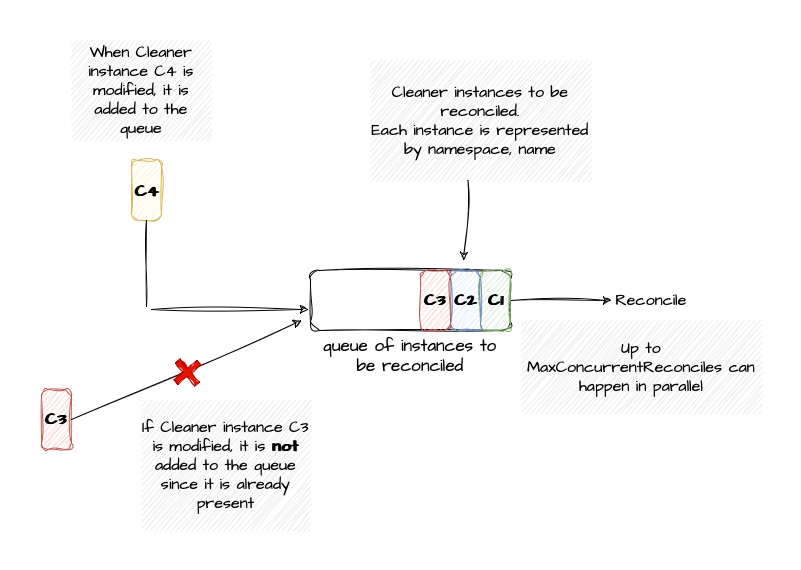 When Cleaner
instance C4 is
modified, it is
added to the
queue
Cleaner instances to be
reconciled.
Each instance is represented
by namespace, name
C4
C3
C2
C1
Reconcile
queue of instances to
be reconciled
Up to
MaxConcurrentReconciles can
happen in parallel
C3
If Cleaner instance C3
is modified, it is not
added to the queue
since it is already
present